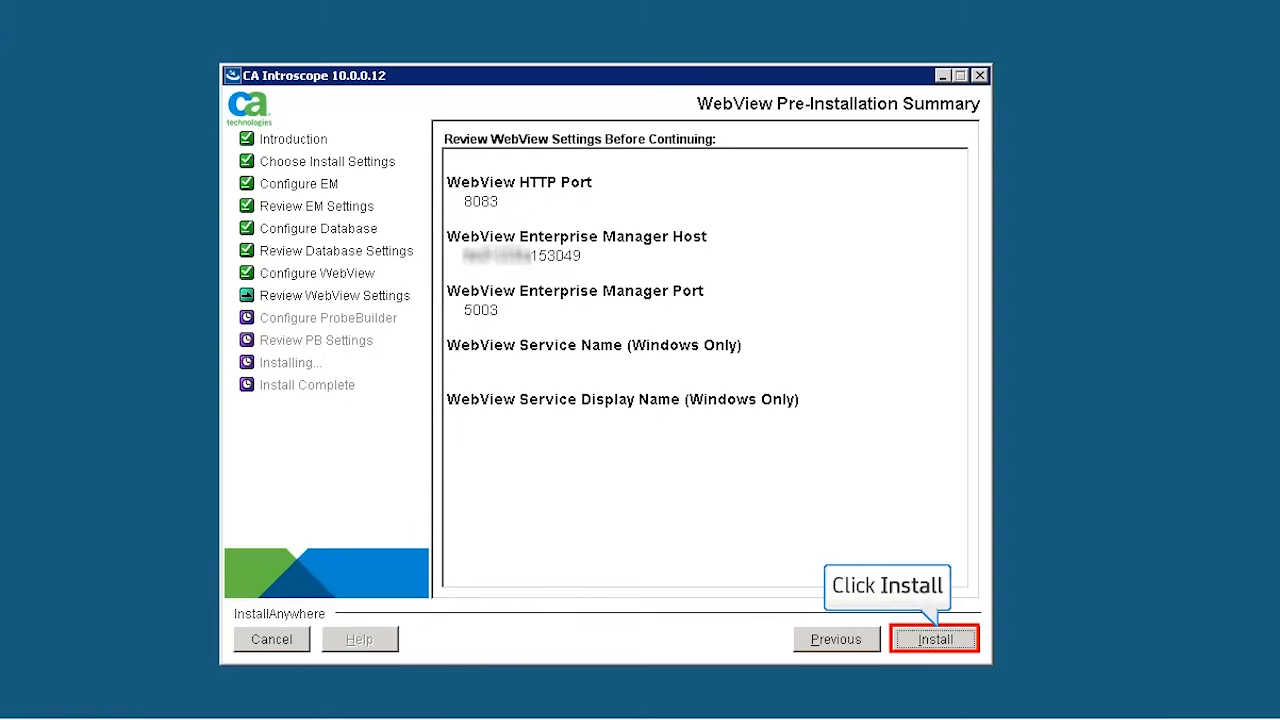 CA Introscope 10.0.0.12
ca
technologies
WebView Pre-Installation Summary
Introduction
Choose Install Settings
Configure EM
Review EM Settings
Configure Database
Review Database Settings
Configure WebView
Review WebView Settings
Configure ProbeBuilder
Review PB Settings
Installing...
Install Complete
Review WebView Settings Before Continuing:
WebView HTTP Port
8083
WebView Enterprise Manager Host
153049
WebView Enterprise Manager Port
5003
WebView Service Name (Windows Only)
WebView Service Display Name (Windows Only)
Click Install
InstallAnywhere
Cancel
Help
Previous
Install